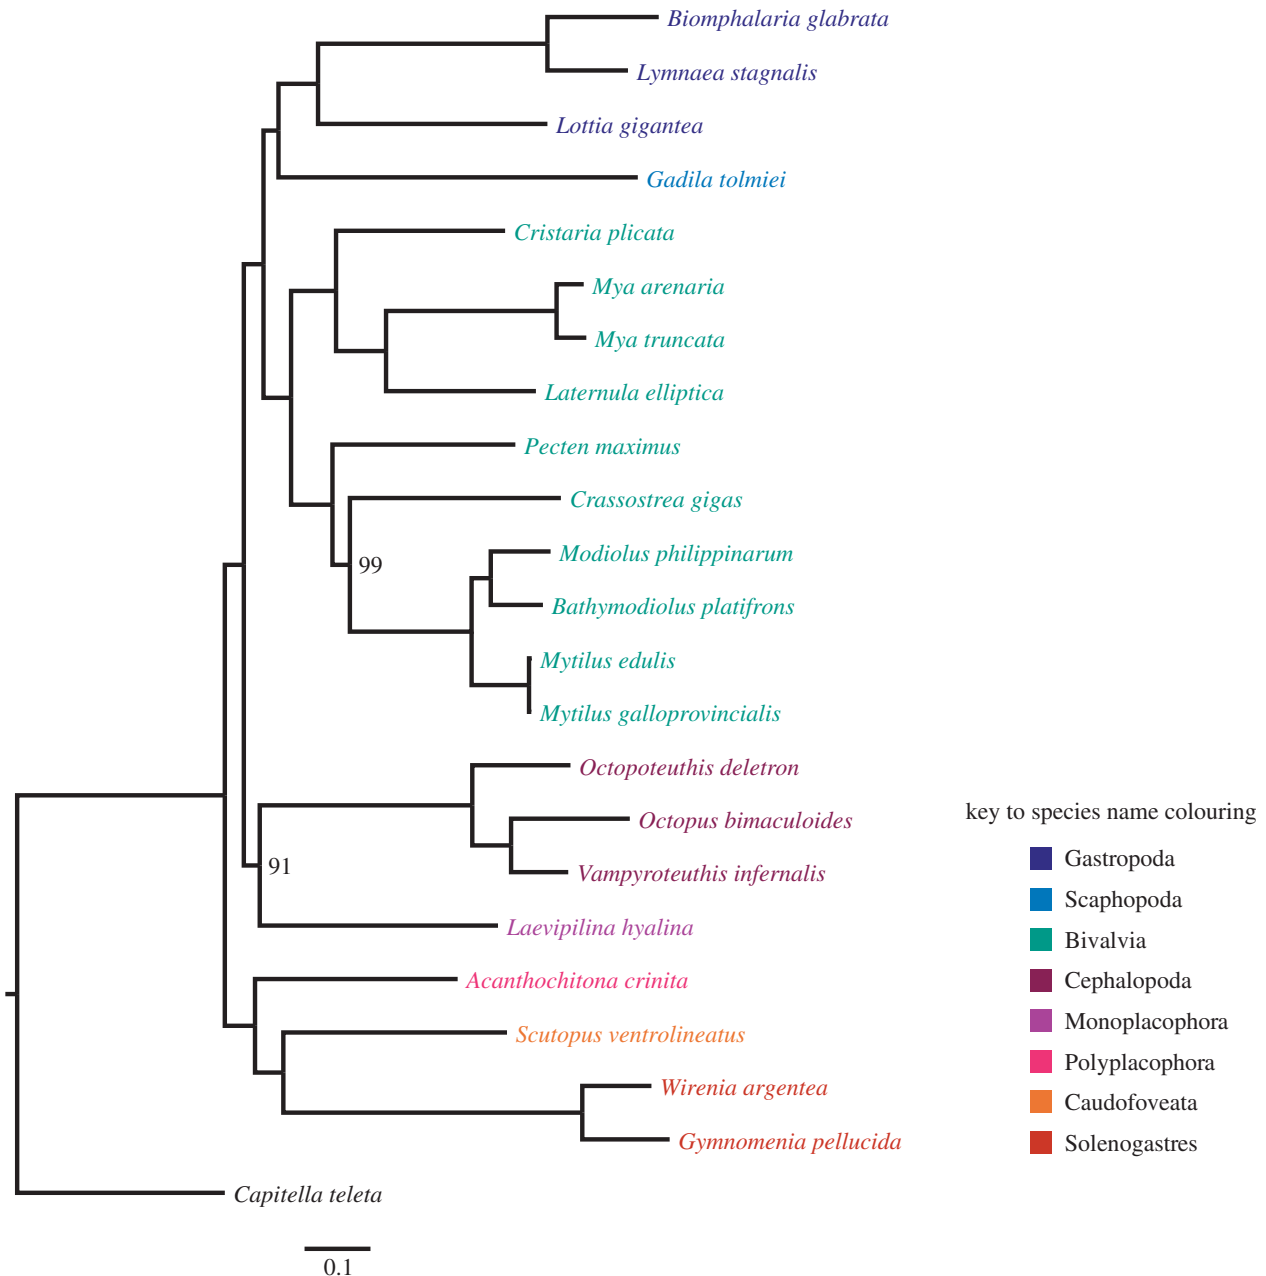 Biomphalaria glabrata
Lymnaea stagnalis
Lottia gigantea
Gadila tolmiei
Cristaria plicata
Mya arenaria
Mya truncata
Laternula elliptica
Pecten maximus
Crassostrea gigas
Modiolus philippinarum
99
Bathymodiolus platifrons
Mytilus edulis
Mytilus galloprovincialis
Octopoteuthis deletron
Octopus bimaculoides
91
Vampyroteuthis infernalis
Laevipilina hyalina
Acanthochitona crinita
Scutopus ventrolineatus
Wirenia argentea
Gymnomenia pellucida
Capitella teleta
0.1
key to species name colouring
Gastropoda
Scaphopoda
Bivalvia
Cephalopoda
Monoplacophora
Polyplacophora
Caudofoveata
Solenogastres